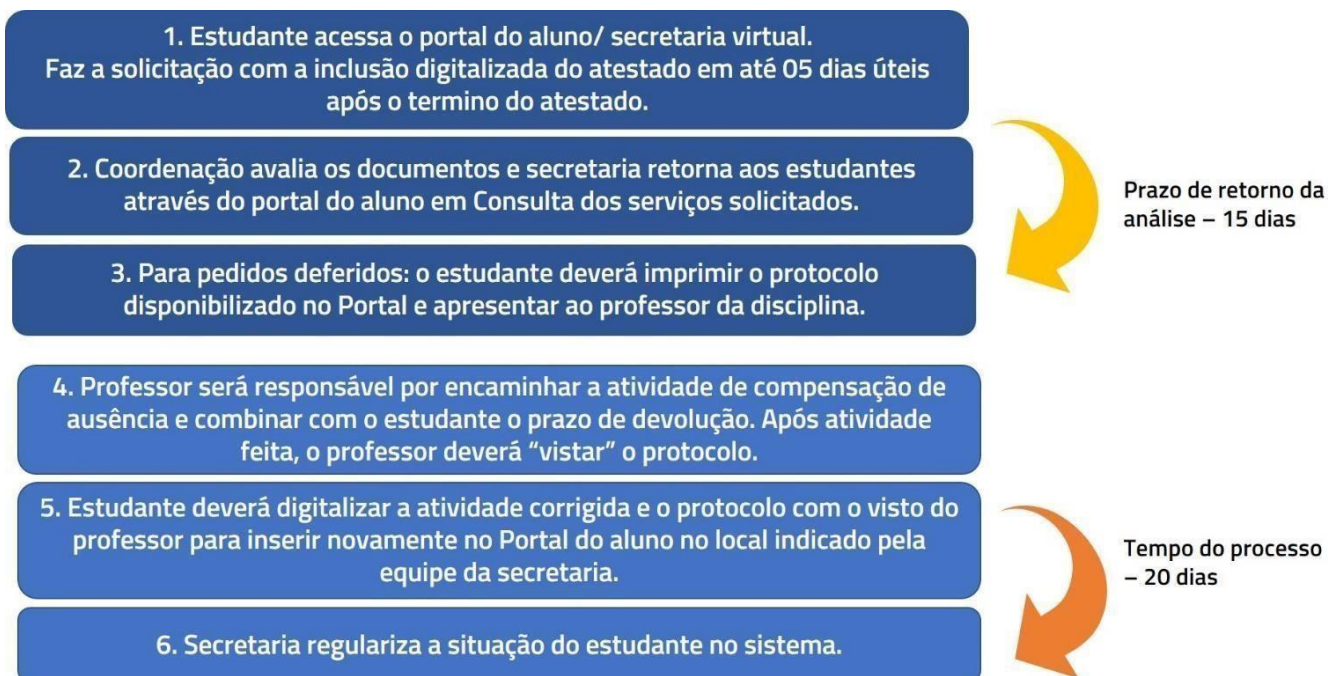 1. Estudante acessa o portal do aluno/ secretaria virtual.
Faz a solicitação com a inclusão digitalizada do atestado em até 05 dias úteis
após o termino do atestado.
2. Coordenação avalia os documentos e secretaria retorna aos estudantes
através do portal do aluno em Consulta dos serviços solicitados.
3. Para pedidos deferidos: o estudante deverá imprimir o protocolo
disponibilizado no Portal e apresentar ao professor da disciplina.
Prazo de retorno da
análise – 15 dias
4. Professor será responsável por encaminhar a atividade de compensação de
ausência e combinar com o estudante o prazo de devolução. Após atividade
feita, o professor deverá “vistar” o protocolo.
5. Estudante deverá digitalizar a atividade corrigida e o protocolo com o visto do
professor para inserir novamente no Portal do aluno no local indicado pela
equipe da secretaria.
6. Secretaria regulariza a situação do estudante no sistema.
Tempo do processo
– 20 dias